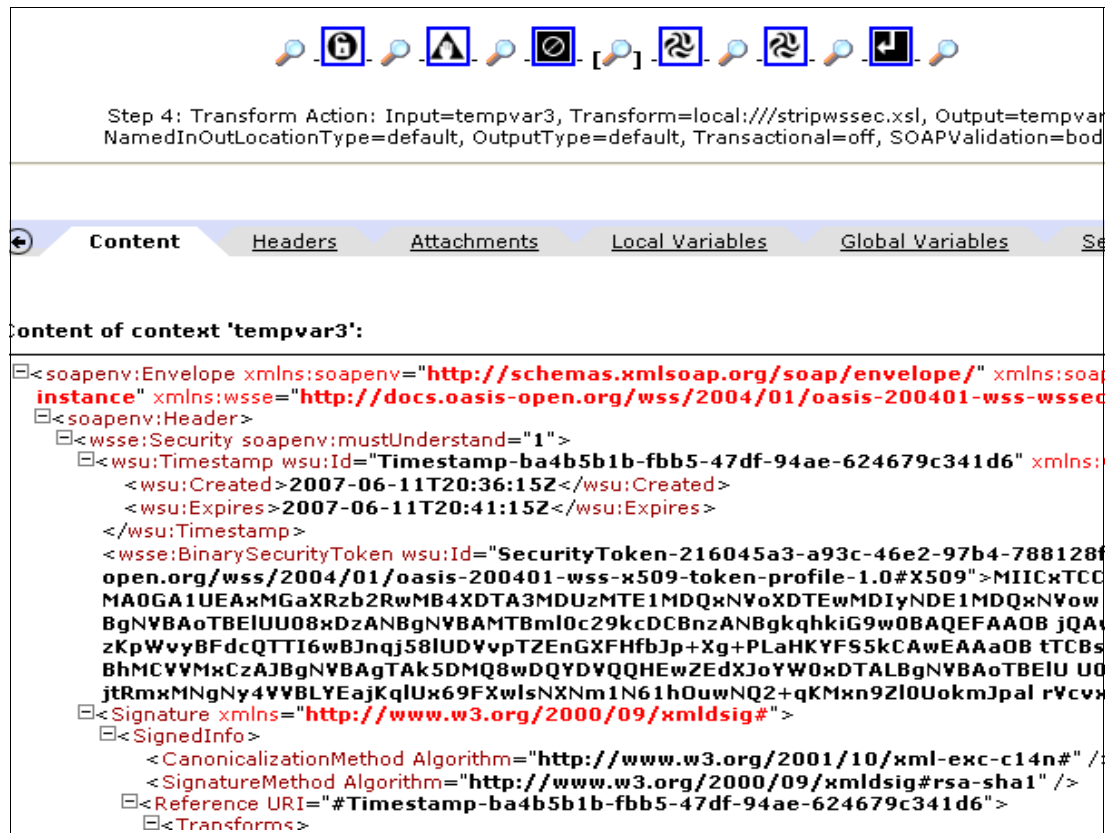 [ ]
Step 4: Transform Action: Input=tempvar3, Transform=local:///stripwssec.xsl, Output=tempvar
NamedInOutLocationType=default, OutputType=default, Transactional=off, SOAPValidation=bod
Content Headers Attachments Local Variables Global Variables Se
Content of context 'tempvar3':
<soapenv:Envelope xmlns:soapenv="http://schemas.xmlsoap.org/soap/envelope/" xmlns:soap
instance" xmlns:wsse="http://docs.oasis-open.org/wss/2004/01/oasis-200401-wss-wssec
<soapenv:Header>
<wsse:Security soapenv:mustUnderstand="1">
<wsu:Timestamp wsu:Id="Timestamp-ba4b5b1b-fbb5-47df-94ae-624679c341d6" xmlns:
<wsu:Created>2007-06-11T20:36:15Z</wsu:Created>
<wsu:Expires>2007-06-11T20:41:15Z</wsu:Expires>
</wsu:Timestamp>
<wsse:BinarySecurityToken wsu:Id="SecurityToken-216045a3-a93c-46e2-97b4-788128f
open.org/wss/2004/01/oasis-200401-wss-x509-token-profile-1.0#X509">MIICxTCC
MA0GA1UEAxMGaXRzb2RwMB4XDTA3MDUzMTE1MDQxNVoXDTEwMDIyNDE1MDQxNVow
BgNVBAoTBElUU08xDzANBgNVBAMTBml0c29kcDCBnzANBgkqhkiG9w0BAQEFAAOB jQAv
zKpWvyBFdcQTTI6wBJnqj58lUDVvpTZEnGXFHfbJp+Xg+PLaHKYFS5kCAwEAAaOB tTCBs
BhMCVVMxCzAJBgNVBAgTAk5DMQ8wDQYDVQQHEwZEdXJoYW0xDTALBgNVBAoTBElU U0
jtRmxMNgNy4VVBLYEajKqlUx69FXwlsNXNm1N61hOuwNQ2+qKMxn9Zl0UokmJpal rVcvx
<Signature xmlns="http://www.w3.org/2000/09/xmldsig#">
<SignedInfo>
<CanonicalizationMethod Algorithm="http://www.w3.org/2001/10/xml-exc-c14n#" />
<SignatureMethod Algorithm="http://www.w3.org/2000/09/xmldsig#rsa-sha1" />
<Reference URI="#Timestamp-ba4b5b1b-fbb5-47df-94ae-624679c341d6">
<Transforms>